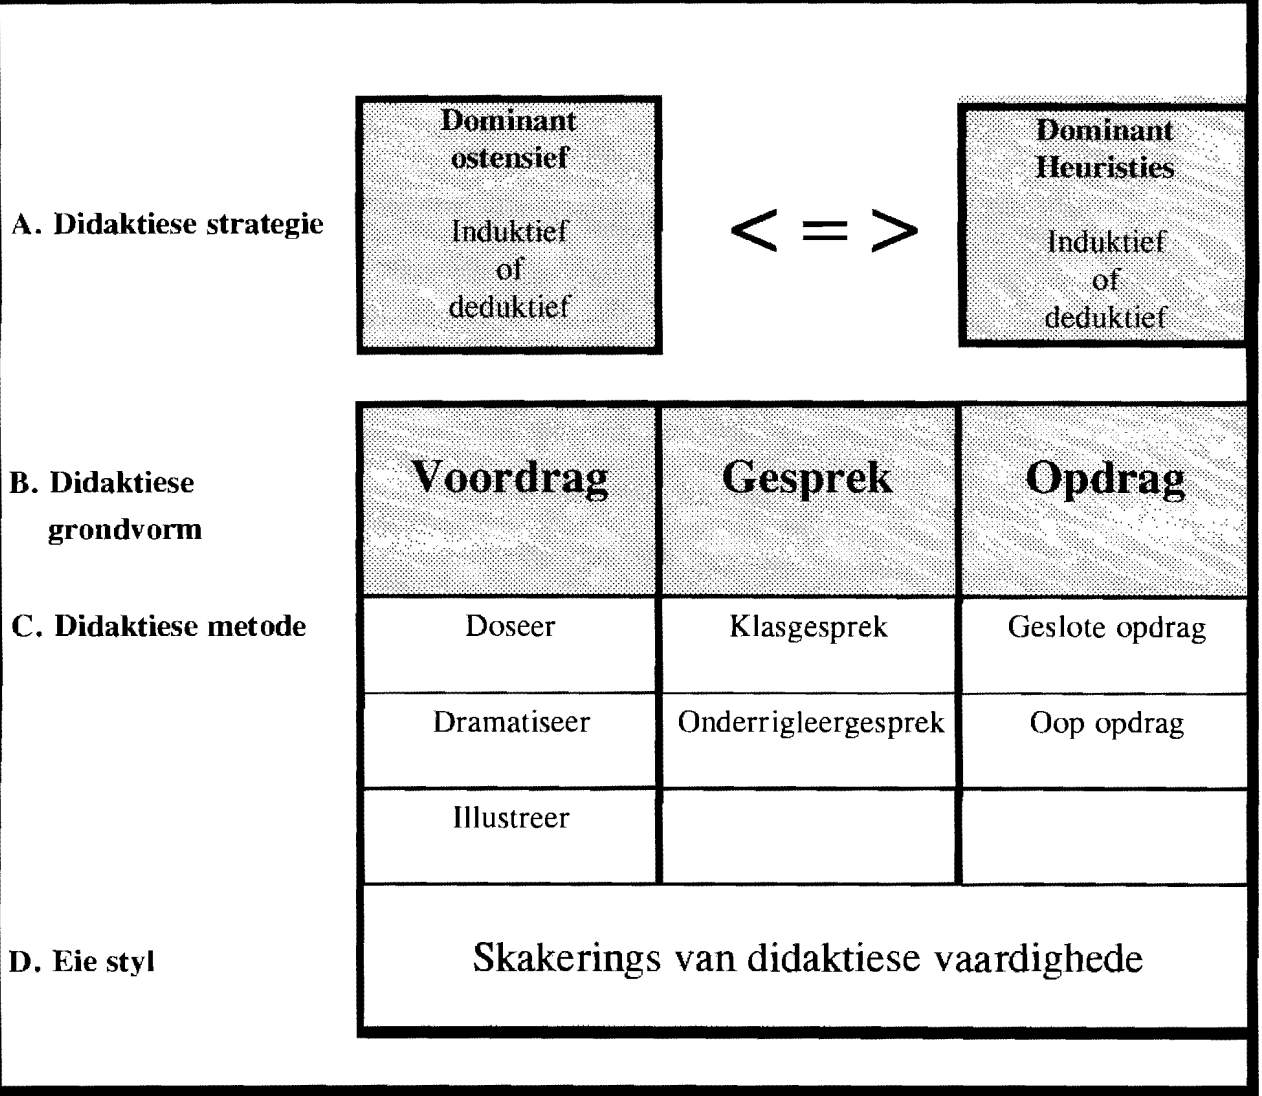 A. Didaktiese strategie
Dominant
ostensief
Induktief
of
deduktief
< = >
Dominant
Heuristies
Induktief
of
deduktief
B. Didaktiese
grondvorm
Voordrag
Gesprek
Opdrag
C. Didaktiese metode
Doseer
Klasgesprek
Geslote opdrag
Dramatiseer
Onderrigleergesprek
Oop opdrag
Illustreer
D. Eie styl
Skakerings van didaktiese vaardighede